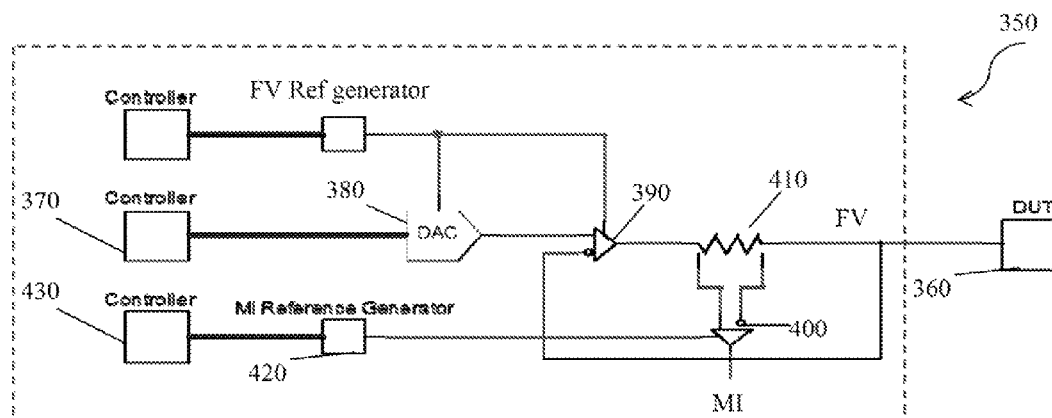 350
FV Ref generator
Controller
370
Controller
380
DAC
390
410
FV
DUT
360
430
Controller
MI Reference Generator
420
400
MI